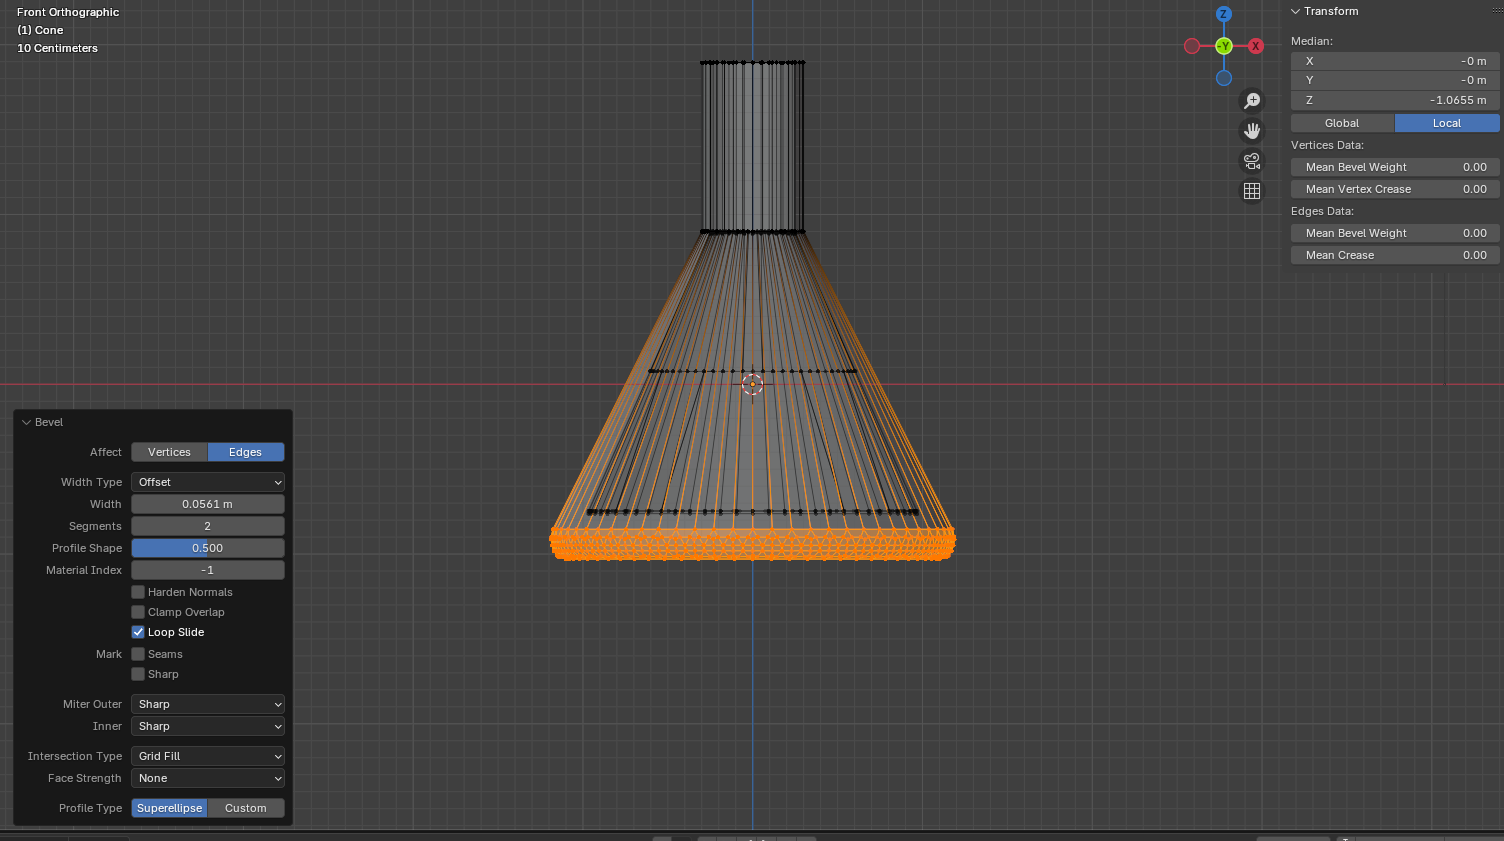 Front Orthographic
(1) Cone
10 Centimeters
Z
-Y
X
Transform
Median:
X -0 m
Y -0 m
Z -1.0655 m
Global Local
Vertices Data:
Mean Bevel Weight 0.00
Mean Vertex Crease 0.00
Edges Data:
Mean Bevel Weight 0.00
Mean Crease 0.00
Bevel
Affect Vertices Edges
Width Type Offset
Width 0.0561 m
Segments 2
Profile Shape 0.500
Material Index -1
Harden Normals
Clamp Overlap
Loop Slide
Mark Seams
Sharp
Miter Outer Sharp
Inner Sharp
Intersection Type Grid Fill
Face Strength None
Profile Type Superellipse Custom